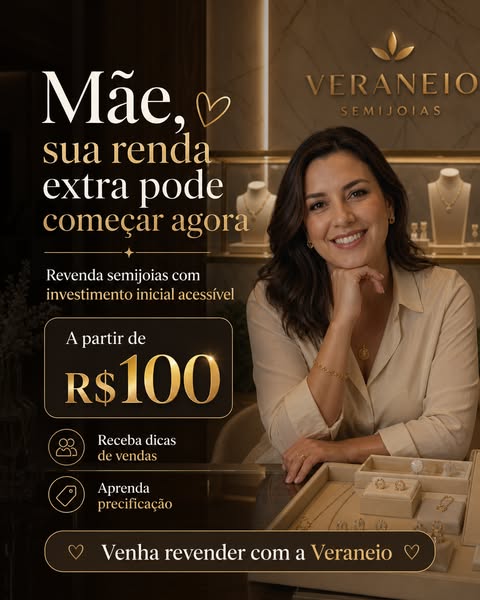 VERANEIO
SEMIJOIAS
Mãe,
sua renda
extra pode
começar agora
Revenda semijoias com
investimento inicial acessível
A partir de
R$100
Receba dicas
de vendas
Aprenda
precificação
Venha revender com a Veraneio